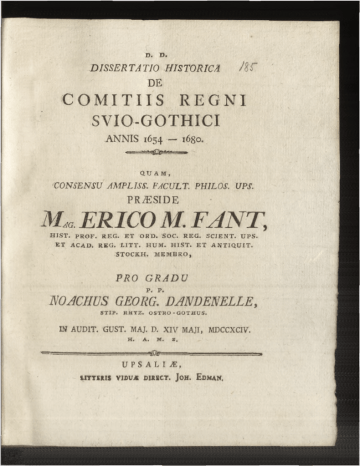 D. D.
DISSERTATIO HISTORICA
185
DE
COMITIIS REGNI
SVIO-GOTHICI
ANNIS 1654 — 1680.
QUAM,
CONSENSU AMPLISS. FACULT. PHILOS. UPS.
PRÆSIDE
MAG. ERICO M. FANT,
HIST. PROF. REG. ET ORD. SOC. REG. SCIENT. UPS.
ET ACAD. REG. LITT. HUM. HIST. ET ANTIQUIT.
STOCKH. MEMBRO,
PRO GRADU
P. P.
NOACHUS GEORG. DANDENELLE,
STIP. KHYZ. OSTRO-GOTHUS.
IN AUDIT. GUST. MAJ. D. XIV MAJI, MDCCXCIV.
H. A. M. S.
UPSALIÆ,
LITTERIS VIDUÆ DIRECT. JOH. EDMAN.